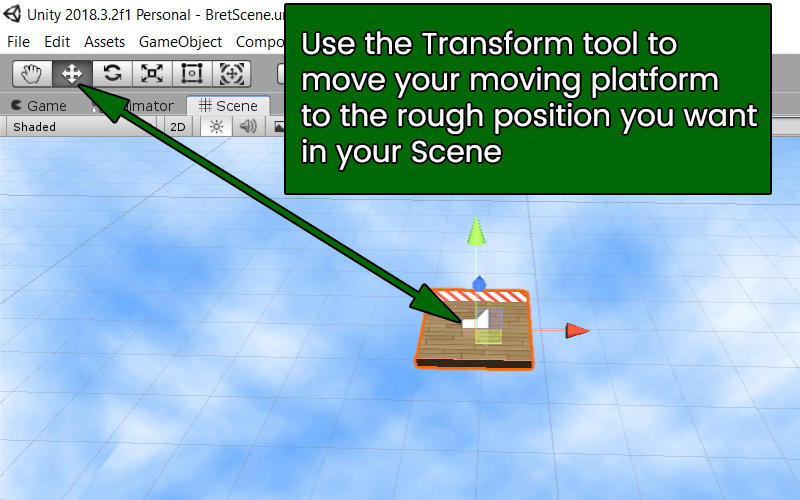 Unity 2018.3.2f1 Personal - BretScene.un
File Edit Assets GameObject Compo
Use the Transform tool to
move your moving platform
to the rough position you want
in your Scene
Game imator Scene
Shaded 2D